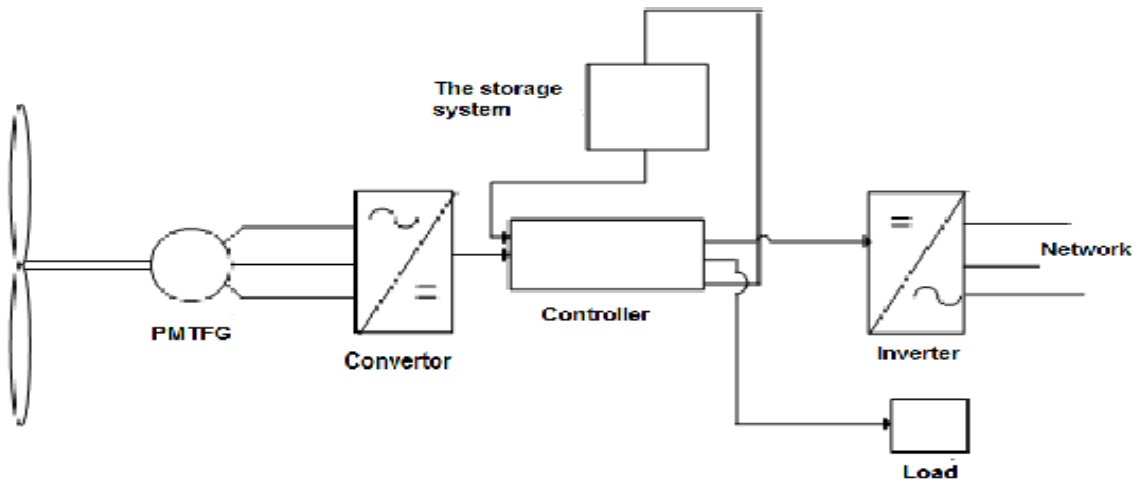 The storage
system
Network
Controller
PMTFG
Convertor
Inverter
Load